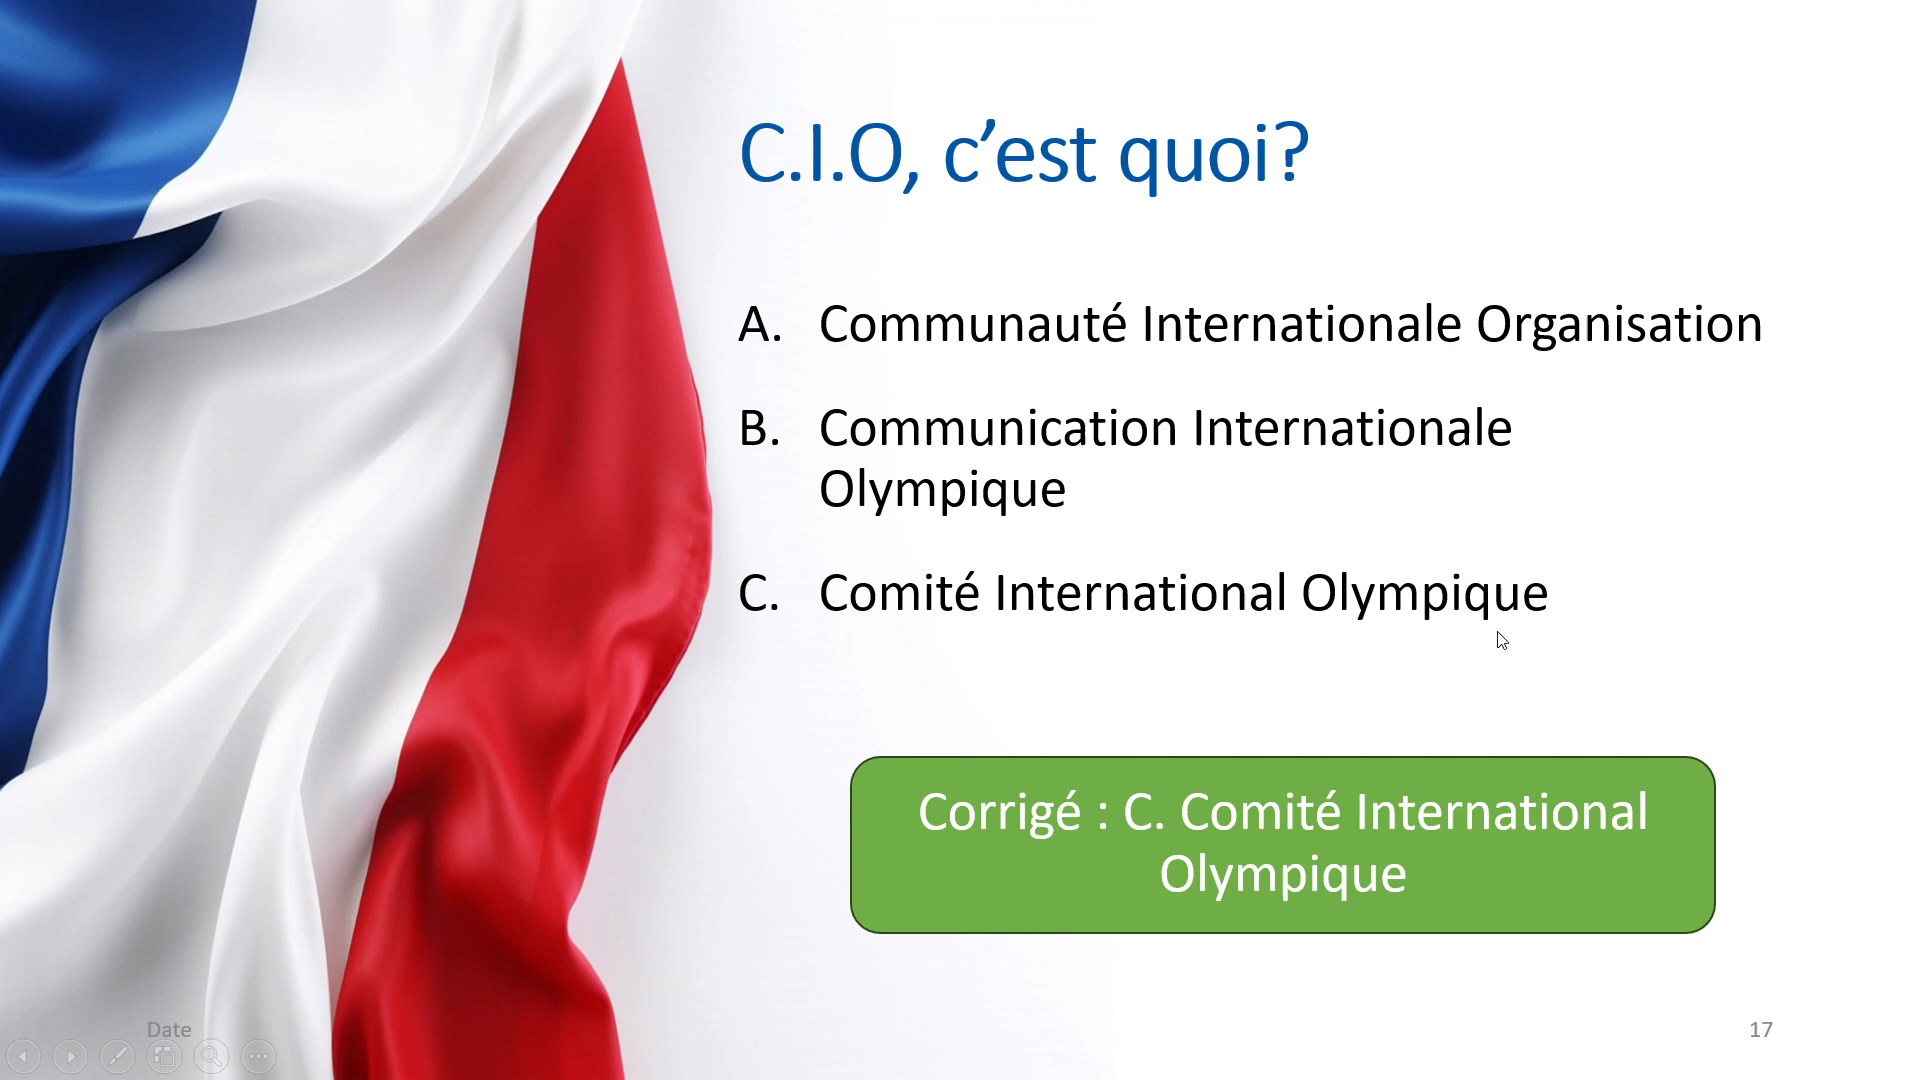 C.I.O, c’est quoi?
A. Communauté Internationale Organisation
B. Communication Internationale
Olympique
C. Comité International Olympique
Corrigé : C. Comité International
Olympique
Date
17